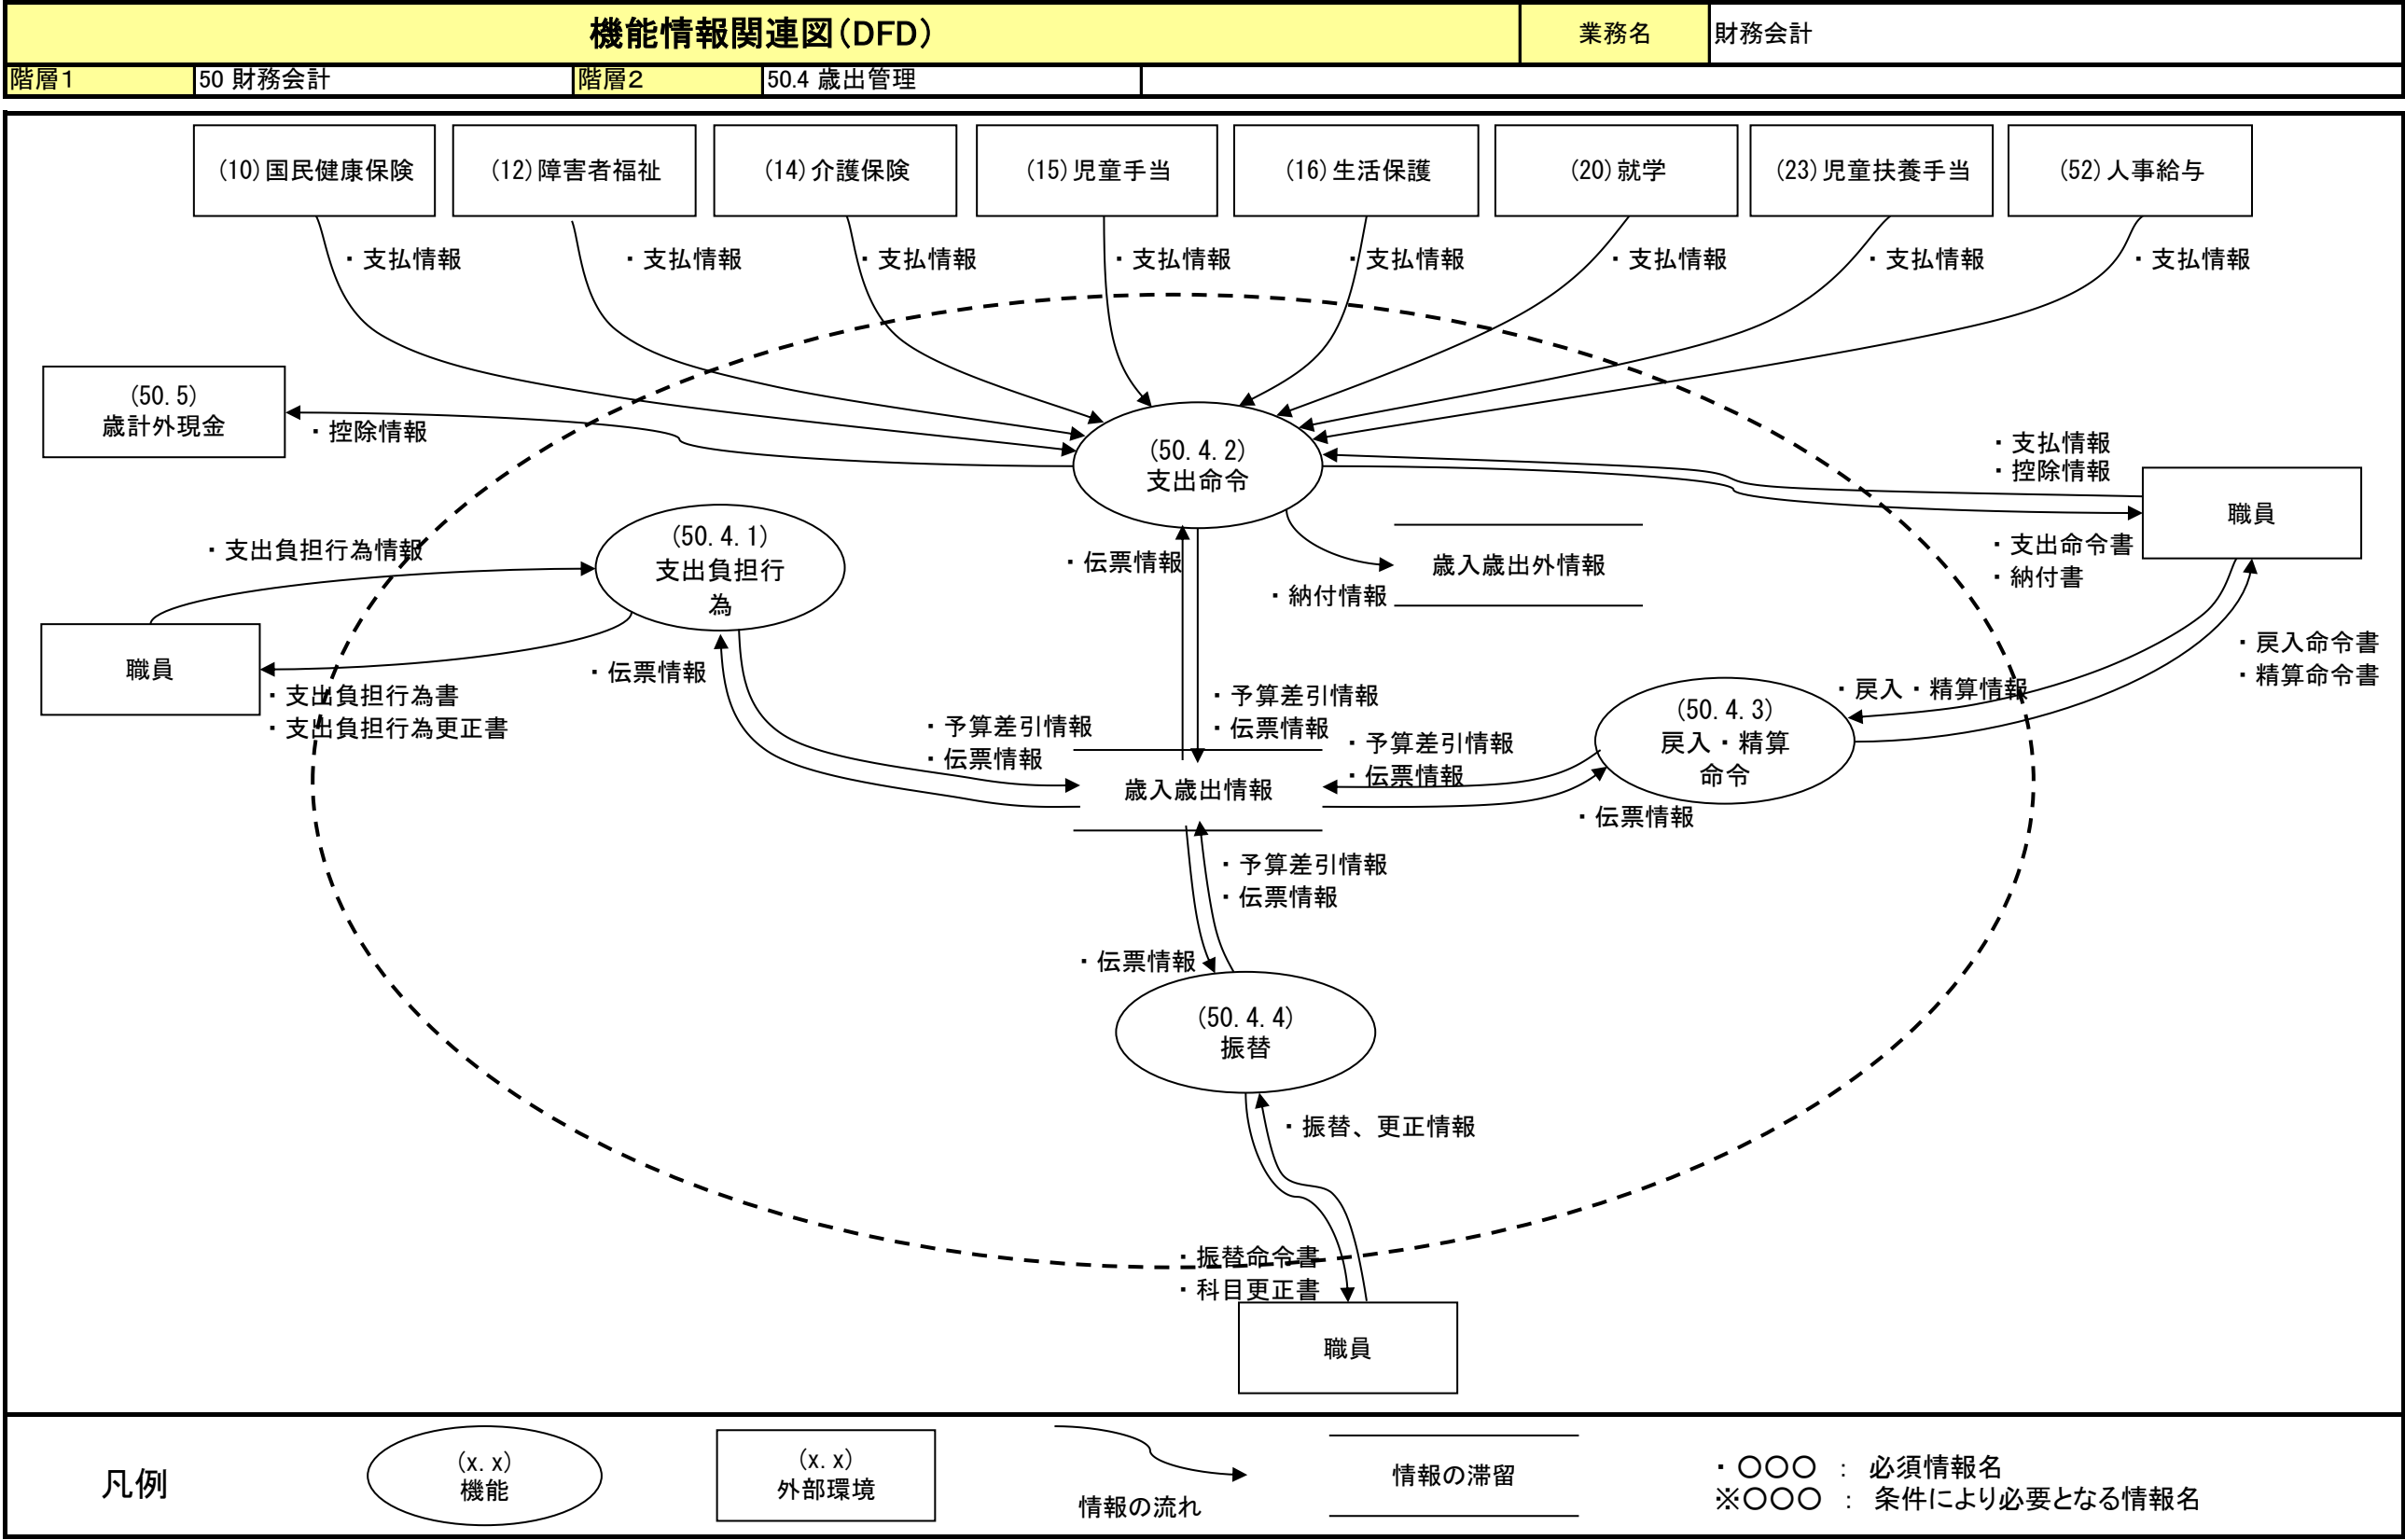 機能情報関連図（DFD）
業務名
財務会計
階層１
50 財務会計
階層２
50.4 歳出管理
(10)国民健康保険
(12)障害者福祉
(14)介護保険
(15)児童手当
(16)生活保護
(20)就学
(23)児童扶養手当
(52)人事給与
・支払情報
・支払情報
・支払情報
・支払情報
・支払情報
・支払情報
・支払情報
・支払情報
(50.5)
歳計外現金
・控除情報
(50.4.2)
支出命令
・支払情報
・控除情報
職員
・支出命令書
・納付書
(50.4.1)
支出負担行
為
・支出負担行為情報
・伝票情報
歳入歳出外情報
・納付情報
職員
・支出負担行為書
・支出負担行為更正書
・伝票情報
・予算差引情報
・伝票情報
・予算差引情報
・伝票情報
・戻入命令書
・精算命令書
・戻入・精算情報
(50.4.3)
戻入・精算
命令
・予算差引情報
・伝票情報
歳入歳出情報
・伝票情報
・予算差引情報
・伝票情報
・伝票情報
(50.4.4)
振替
・振替、更正情報
・振替命令書
・科目更正書
職員
凡例
(x.x)
機能
(x.x)
外部環境
情報の流れ
情報の滞留
・○○○ ： 必須情報名
※○○○ ： 条件により必要となる情報名